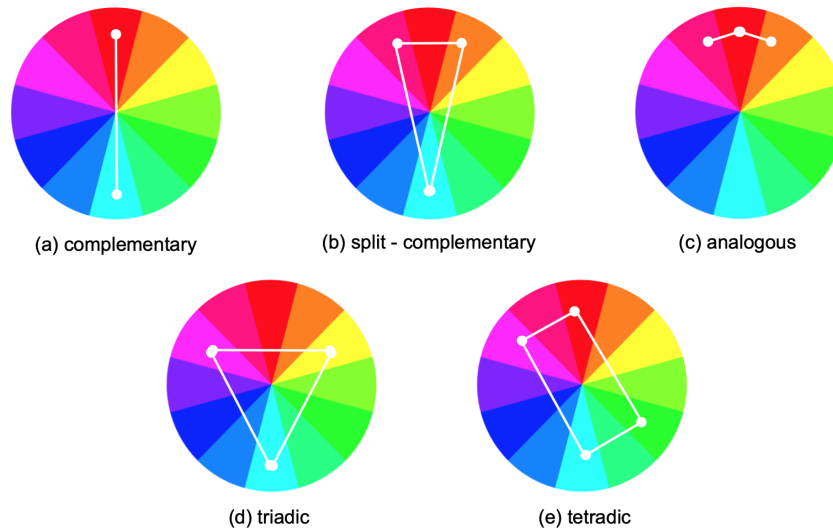 (a) complementary
(b) split - complementary
(c) analogous
(d) triadic
(e) tetradic